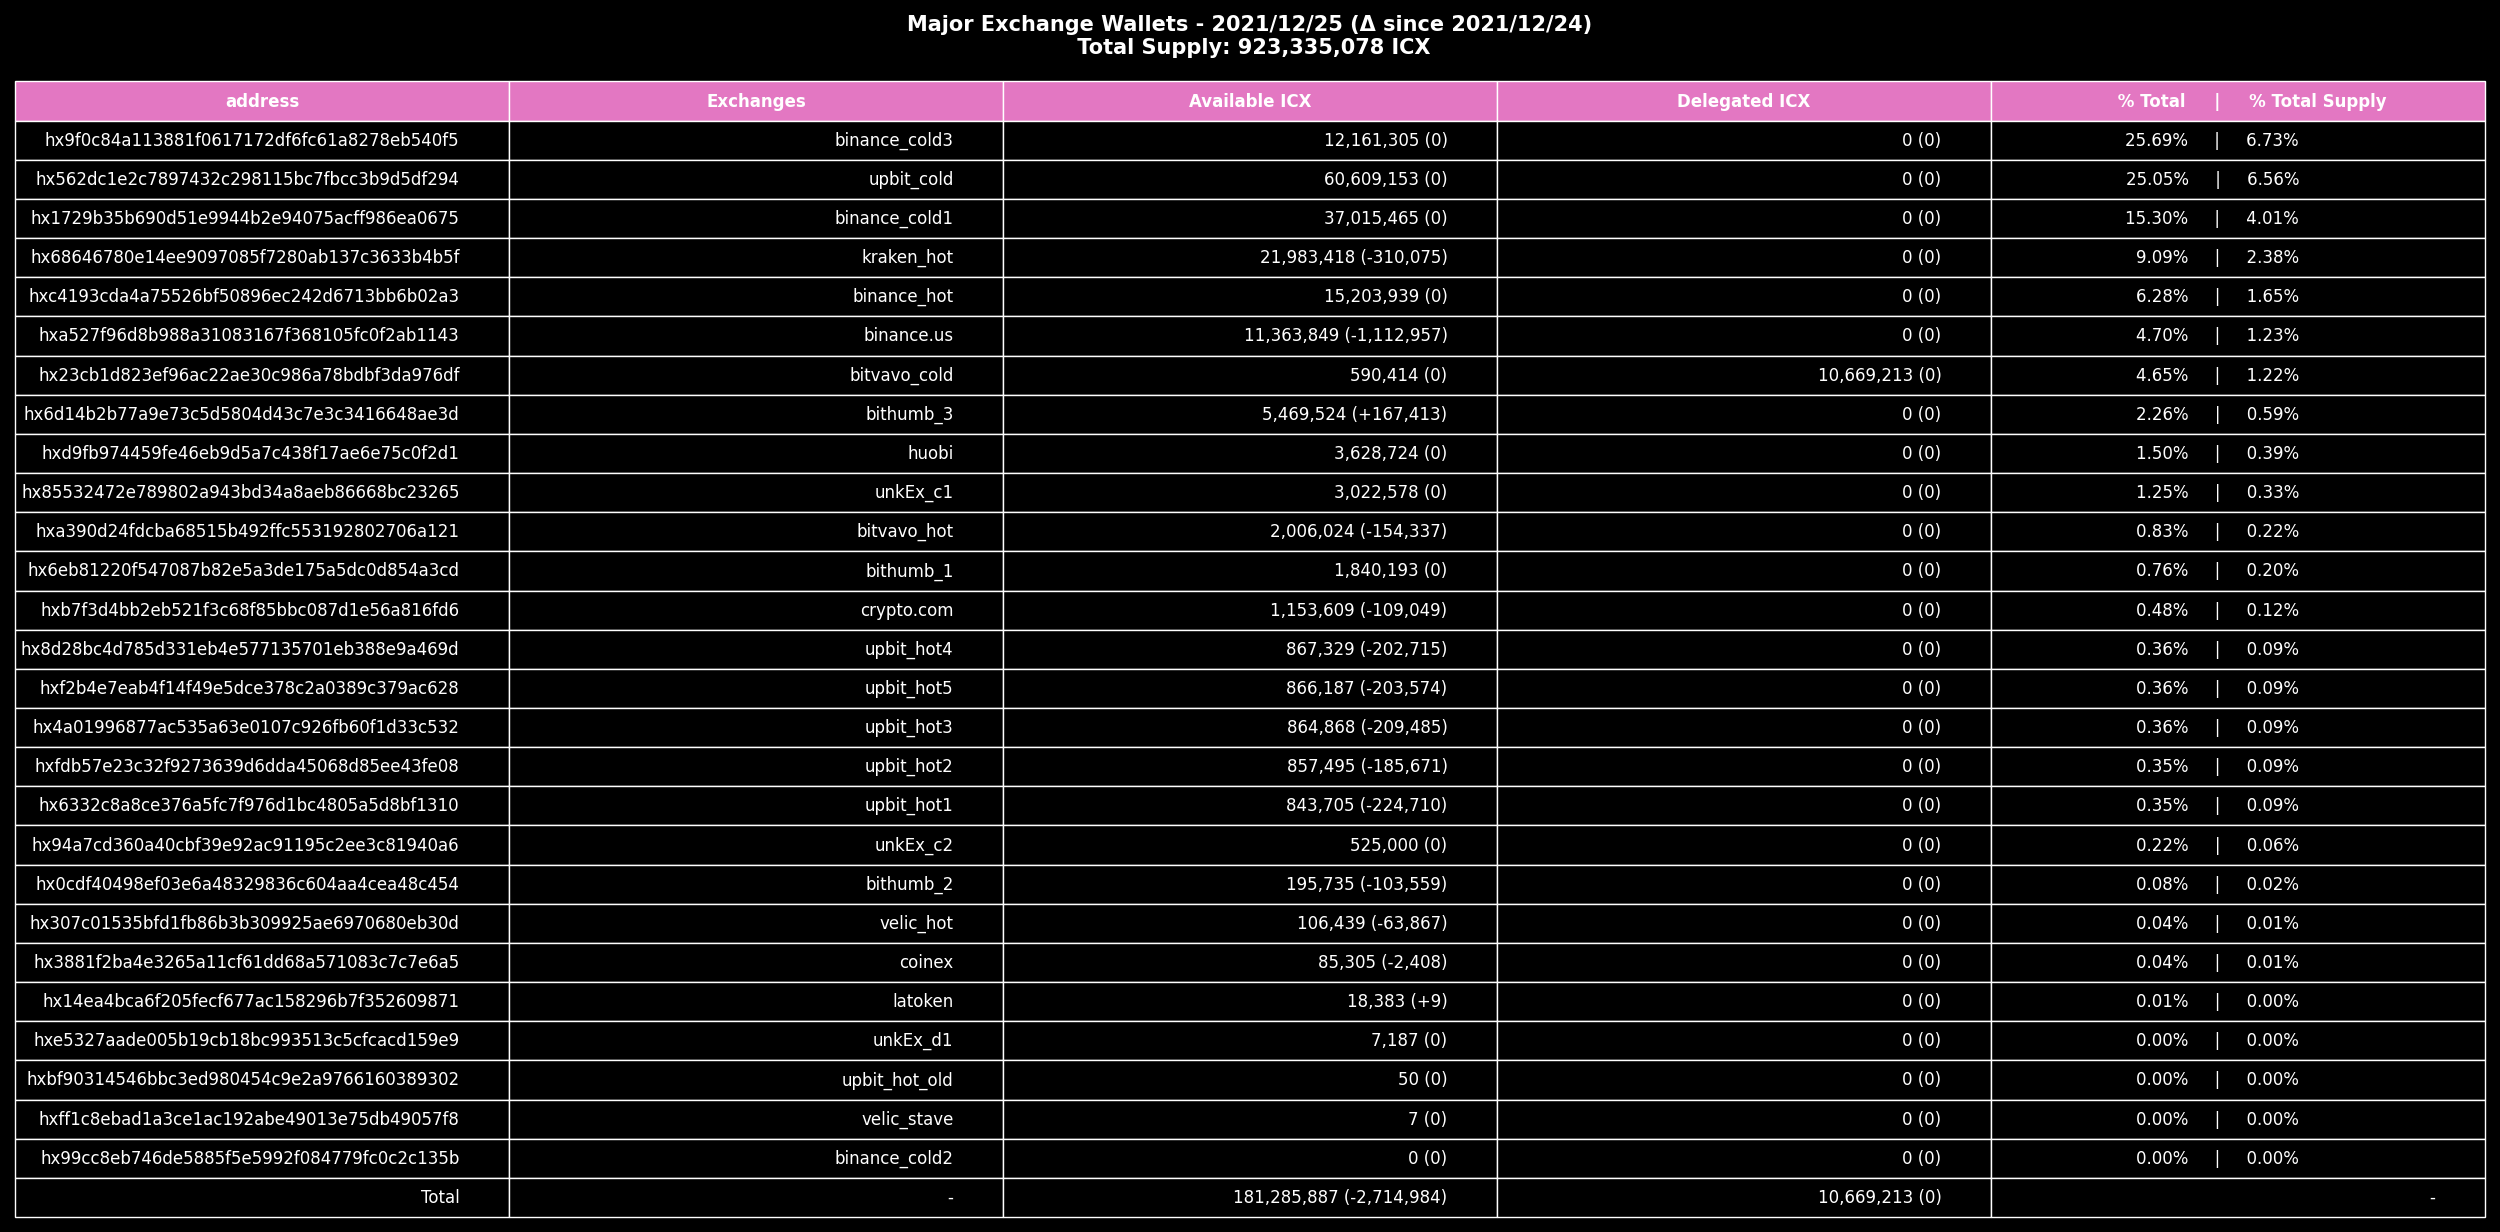 Major Exchange Wallets - 2021/12/25 (Δ since 2021/12/24)
Total Supply: 923,335,078 ICX
address Exchanges Available ICX Delegated ICX % Total | % Total Supply
hx9f0c84a113881f0617172df6fc61a8278eb540f5 binance_cold3 12,161,305 (0) 0 (0) 25.69% | 6.73%
hx562dc1e2c7897432c298115bc7fbcc3b9d5df294 upbit_cold 60,609,153 (0) 0 (0) 25.05% | 6.56%
hx1729b35b690d51e9944b2e94075acff986ea0675 binance_cold1 37,015,465 (0) 0 (0) 15.30% | 4.01%
hx68646780e14ee9097085f7280ab137c3633b4b5f kraken_hot 21,983,418 (-310,075) 0 (0) 9.09% | 2.38%
hxc4193cda4a75526bf50896ec242d6713bb6b02a3 binance_hot 15,203,939 (0) 0 (0) 6.28% | 1.65%
hxa527f96d8b988a31083167f368105fc0f2ab1143 binance.us 11,363,849 (-1,112,957) 0 (0) 4.70% | 1.23%
hx23cb1d823ef96ac22ae30c986a78bdbf3da976df bitvavo_cold 590,414 (0) 10,669,213 (0) 4.65% | 1.22%
hx6d14b2b77a9e73c5d5804d43c7e3c3416648ae3d bithumb_3 5,469,524 (+167,413) 0 (0) 2.26% | 0.59%
hxd9fb974459fe46eb9d5a7c438f17ae6e75c0f2d1 huobi 3,628,724 (0) 0 (0) 1.50% | 0.39%
hx85532472e789802a943bd34a8aeb86668bc23265 unkEx_c1 3,022,578 (0) 0 (0) 1.25% | 0.33%
hxa390d24fdcba68515b492ffc553192802706a121 bitvavo_hot 2,006,024 (-154,337) 0 (0) 0.83% | 0.22%
hx6eb81220f547087b82e5a3de175a5dc0d854a3cd bithumb_1 1,840,193 (0) 0 (0) 0.76% | 0.20%
hxb7f3d4bb2eb521f3c68f85bbc087d1e56a816fd6 crypto.com 1,153,609 (-109,049) 0 (0) 0.48% | 0.12%
hx8d28bc4d785d331eb4e577135701eb388e9a469d upbit_hot4 867,329 (-202,715) 0 (0) 0.36% | 0.09%
hxf2b4e7eab4f14f49e5dce378c2a0389c379ac628 upbit_hot5 866,187 (-203,574) 0 (0) 0.36% | 0.09%
hx4a01996877ac535a63e0107c926fb60f1d33c532 upbit_hot3 864,868 (-209,485) 0 (0) 0.36% | 0.09%
hxfdb57e23c32f9273639d6dda45068d85ee43fe08 upbit_hot2 857,495 (-185,671) 0 (0) 0.35% | 0.09%
hx6332c8a8ce376a5fc7f976d1bc4805a5d8bf1310 upbit_hot1 843,705 (-224,710) 0 (0) 0.35% | 0.09%
hx94a7cd360a40cbf39e92ac91195c2ee3c81940a6 unkEx_c2 525,000 (0) 0 (0) 0.22% | 0.06%
hx0cdf40498ef03e6a48329836c604aa4cea48c454 bithumb_2 195,735 (-103,559) 0 (0) 0.08% | 0.02%
hx307c01535bfd1fb86b3b309925ae6970680eb30d velic_hot 106,439 (-63,867) 0 (0) 0.04% | 0.01%
hx3881f2ba4e3265a11cf61dd68a571083c7c7e6a5 coinex 85,305 (-2,408) 0 (0) 0.04% | 0.01%
hx14ea4bca6f205fecf677ac158296b7f352609871 latoken 18,383 (+9) 0 (0) 0.01% | 0.00%
hxe5327aade005b19cb18bc993513c5cfcacd159e9 unkEx_d1 7,187 (0) 0 (0) 0.00% | 0.00%
hxbf90314546bbc3ed980454c9e2a9766160389302 upbit_hot_old 50 (0) 0 (0) 0.00% | 0.00%
hxff1c8ebad1a3ce1ac192abe49013e75db49057f8 velic_stave 7 (0) 0 (0) 0.00% | 0.00%
hx99cc8eb746de5885f5e5992f084779fc0c2c135b binance_cold2 0 (0) 0 (0) 0.00% | 0.00%
Total - 181,285,887 (-2,714,984) 10,669,213 (0) -